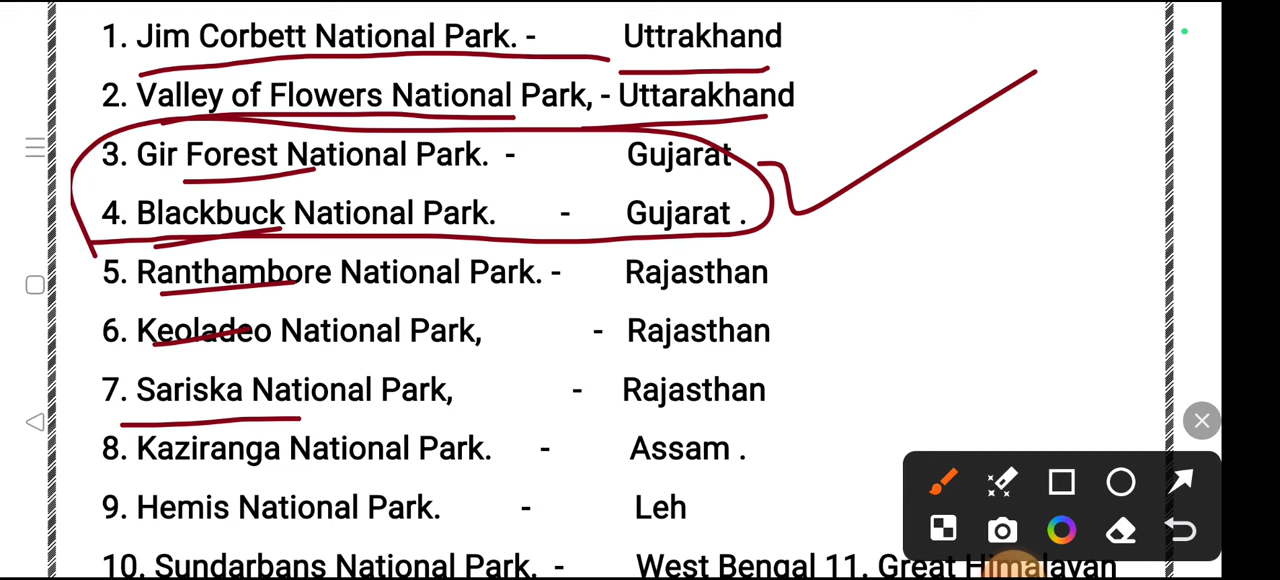 1. Jim Corbett National Park. - Uttrakhand
2. Valley of Flowers National Park, - Uttarakhand
3. Gir Forest National Park. - Gujarat
4. Blackbuck National Park. - Gujarat .
5. Ranthambore National Park. - Rajasthan
6. Keoladeo National Park, - Rajasthan
7. Sariska National Park, - Rajasthan
8. Kaziranga National Park. - Assam .
9. Hemis National Park. - Leh
10. Sundarbans National Park. - West Bengal 11. Great Himalayan